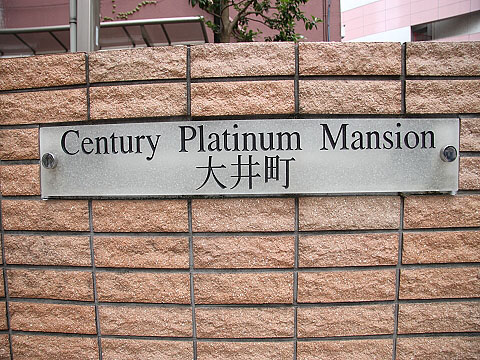 Century Platinum Mansion
大井町